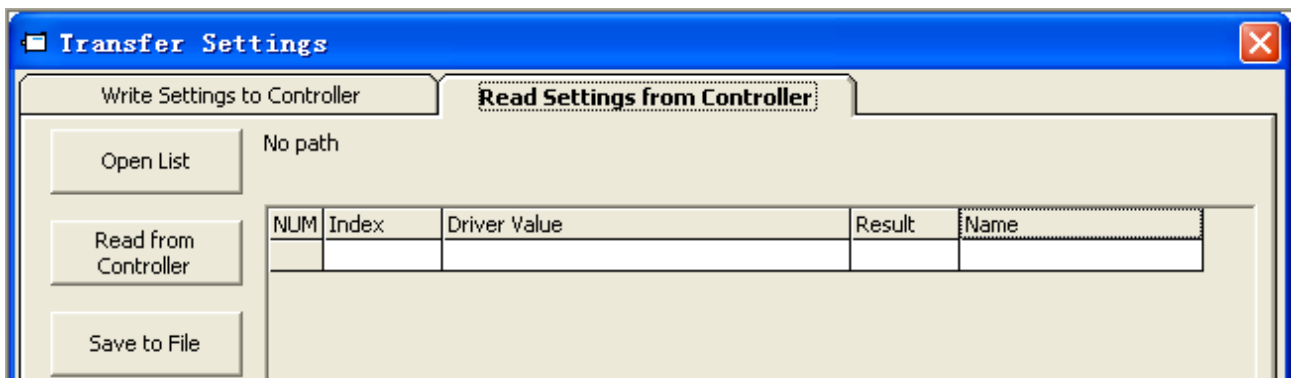 Transfer Settings
Write Settings to Controller
Read Settings from Controller
Open List
No path
Read from
Controller
NUM Index Driver Value Result Name
Save to File